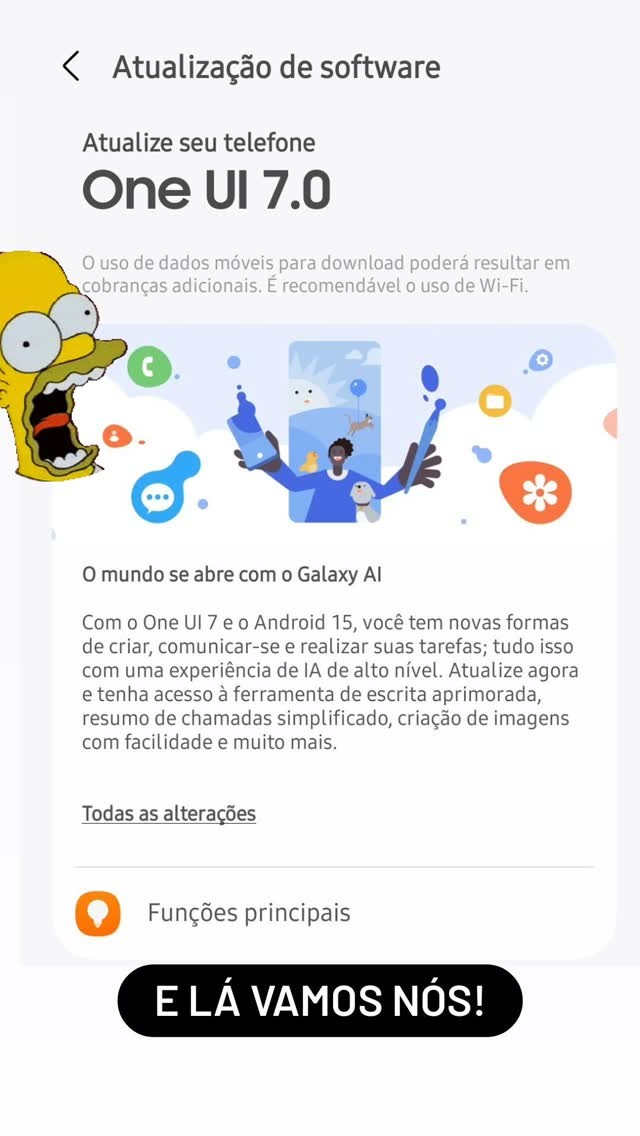 Atualização de software
Atualize seu telefone
One UI 7.0
O uso de dados móveis para download poderá resultar em
cobranças adicionais. É recomendável o uso de Wi-Fi.
O mundo se abre com o Galaxy AI
Com o One UI 7 e o Android 15, você tem novas formas
de criar, comunicar-se e realizar suas tarefas; tudo isso
com uma experiência de IA de alto nível. Atualize agora
e tenha acesso à ferramenta de escrita aprimorada,
resumo de chamadas simplificado, criação de imagens
com facilidade e muito mais.
Todas as alterações
Funções principais
E LÁ VAMOS NÓS!